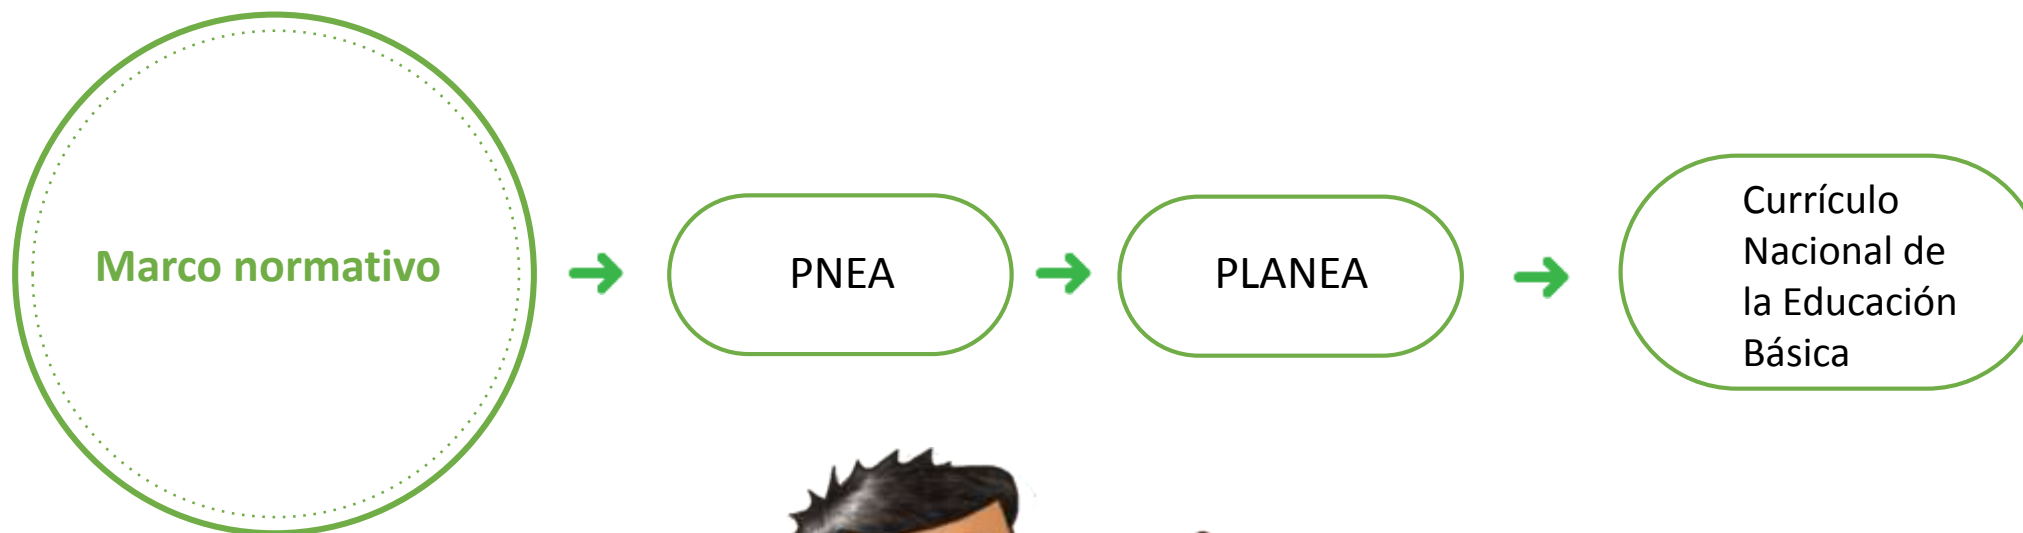 Marco normativo
PNEA
PLANEA
Currículo
Nacional de
la Educación
Básica